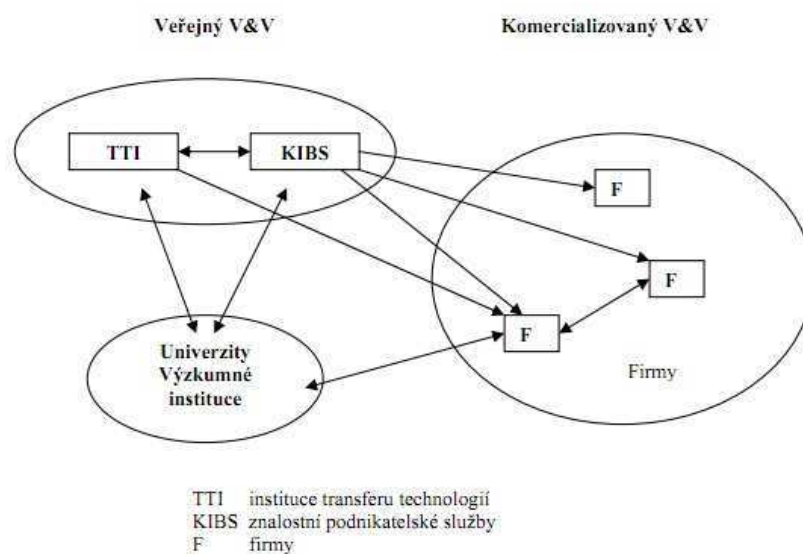 Veřejný V&V
Komercializovaný V&V
TTI
KIBS
F
F
F
Univerzity
Výzkumné
instituce
Firmy
TTI instituce transferu technologií
KIBS znalostní podnikatelské služby
F firmy